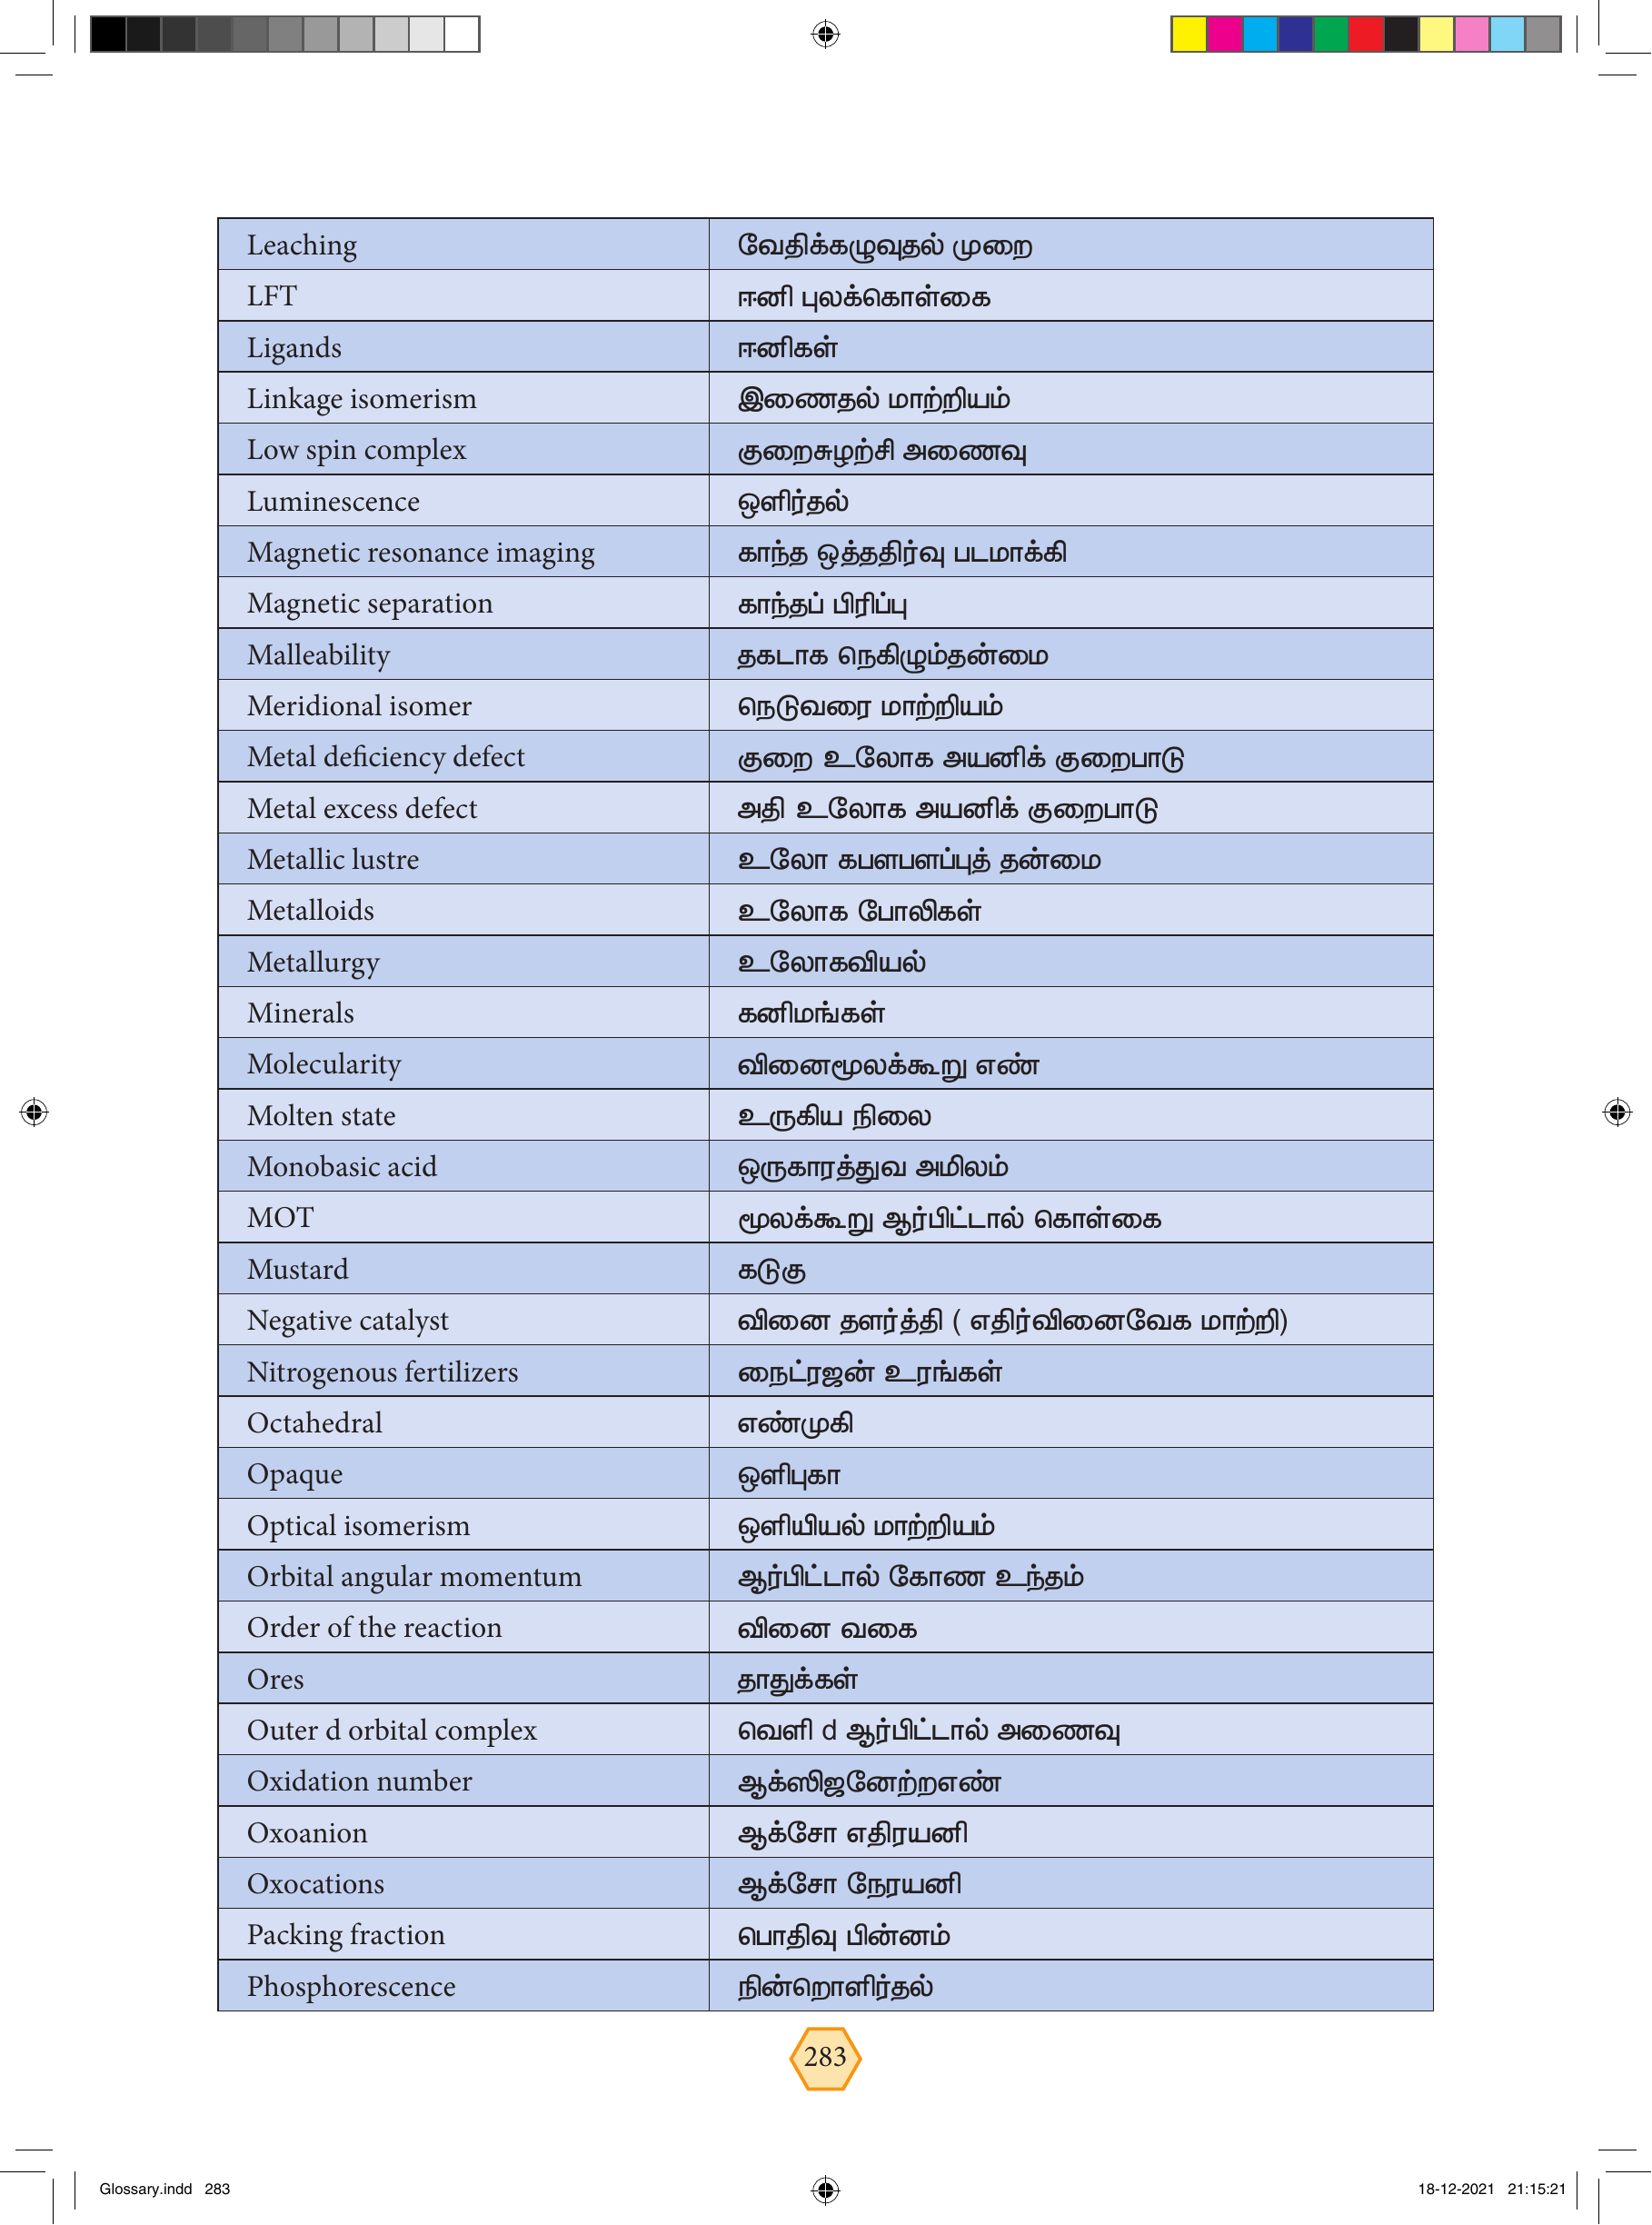 Leaching வேதிக்கழுவுதல் முறை
LFT ஈனி புலக்கொள்கை
Ligands ஈனிகள்
Linkage isomerism இணைதல் மாற்றியம்
Low spin complex குறைசுழற்சி அணைவு
Luminescence ஒளிர்தல்
Magnetic resonance imaging காந்த ஒத்ததிர்வு படமாக்கி
Magnetic separation காந்தப் பிரிப்பு
Malleability தகடாக நெகிழும்தன்மை
Meridional isomer நெடுவரை மாற்றியம்
Metal deficiency defect குறை உலோக அயனிக் குறைபாடு
Metal excess defect அதி உலோக அயனிக் குறைபாடு
Metallic lustre உலோ கபளபளப்புத் தன்மை
Metalloids உலோக போலிகள்
Metallurgy உலோகவியல்
Minerals கனிமங்கள்
Molecularity வினைமூலக்கூறு எண்
Molten state உருகிய நிலை
Monobasic acid ஒருகாரத்துவ அமிலம்
MOT மூலக்கூறு ஆர்பிட்டால் கொள்கை
Mustard கடுகு
Negative catalyst வினை தளர்த்தி ( எதிர்வினைவேக மாற்றி)
Nitrogenous fertilizers நைட்ரஜன் உரங்கள்
Octahedral எண்முகி
Opaque ஒளிபுகா
Optical isomerism ஒளியியல் மாற்றியம்
Orbital angular momentum ஆர்பிட்டால் கோண உந்தம்
Order of the reaction வினை வகை
Ores தாதுக்கள்
Outer d orbital complex வெளி d ஆர்பிட்டால் அணைவு
Oxidation number ஆக்ஸிஜனேற்றஎண்
Oxoanion ஆக்சோ எதிரயனி
Oxocations ஆக்சோ நேரயனி
Packing fraction பொதிவு பின்னம்
Phosphorescence நின்றொளிர்தல்
283
Glossary.indd 283 18-12-2021 21:15:21